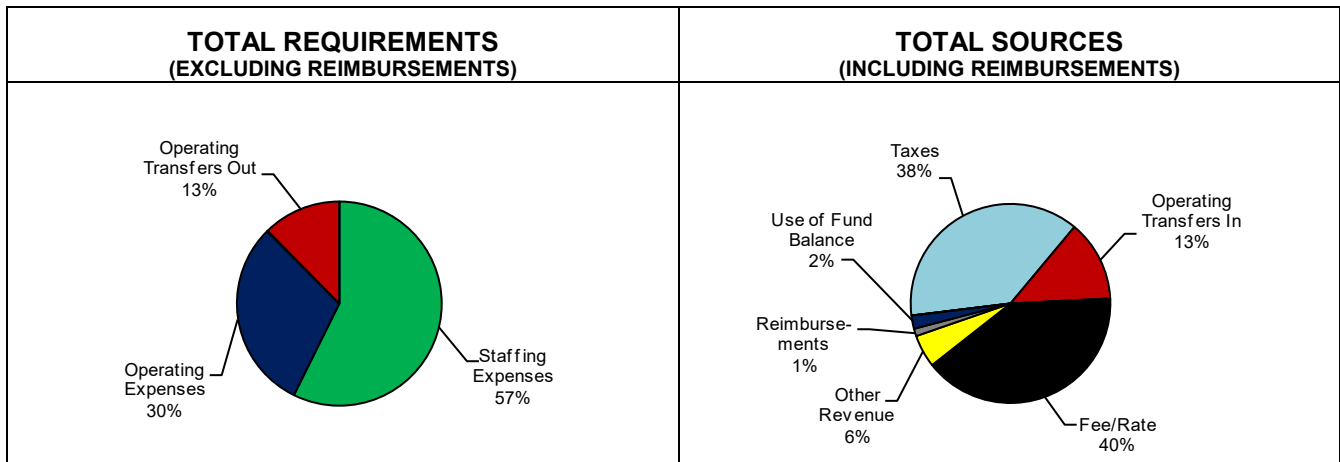 TOTAL REQUIREMENTS
(EXCLUDING REIMBURSEMENTS)
Operating
Transfers Out
13%
Operating
Expenses
30%
Staffing
Expenses
57%
TOTAL SOURCES
(INCLUDING REIMBURSEMENTS)
Taxes
38%
Operating
Transfers In
13%
Use of Fund
Balance
2%
Reimburse-
ments
1%
Other
Revenue
6%
Fee/Rate
40%